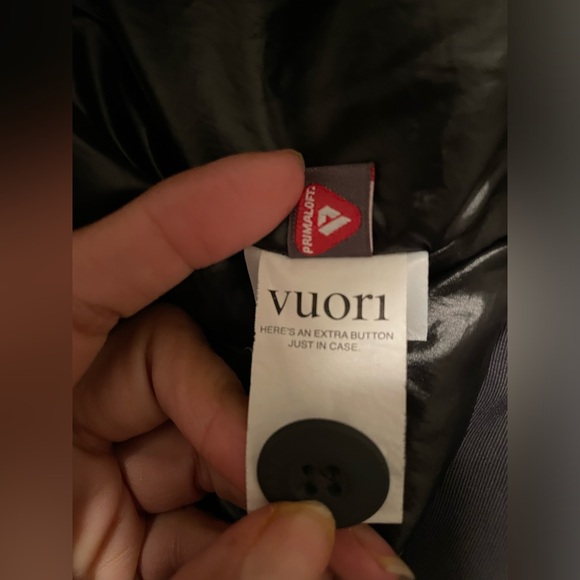 PRIMALOFT
vuori
HERE'S AN EXTRA BUTTON
JUST IN CASE.